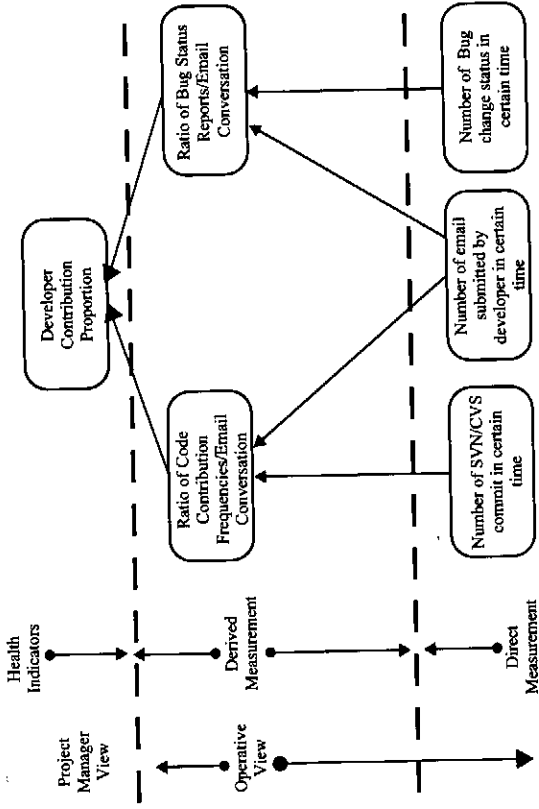 Project
Manager
View
Health
Indicators
Developer
Contribution
Proportion
Operative
View
Derived
Measurement
Ratio of Code
Contribution
Frequencies/Email
Conversation
Ratio of Bug Status
Reports/Email
Conversation
Direct
Measurement
Number of SVN/CVS
commit in certain
time
Number of email
submitted by
developer in certain
time
Number of Bug
change status in
certain time